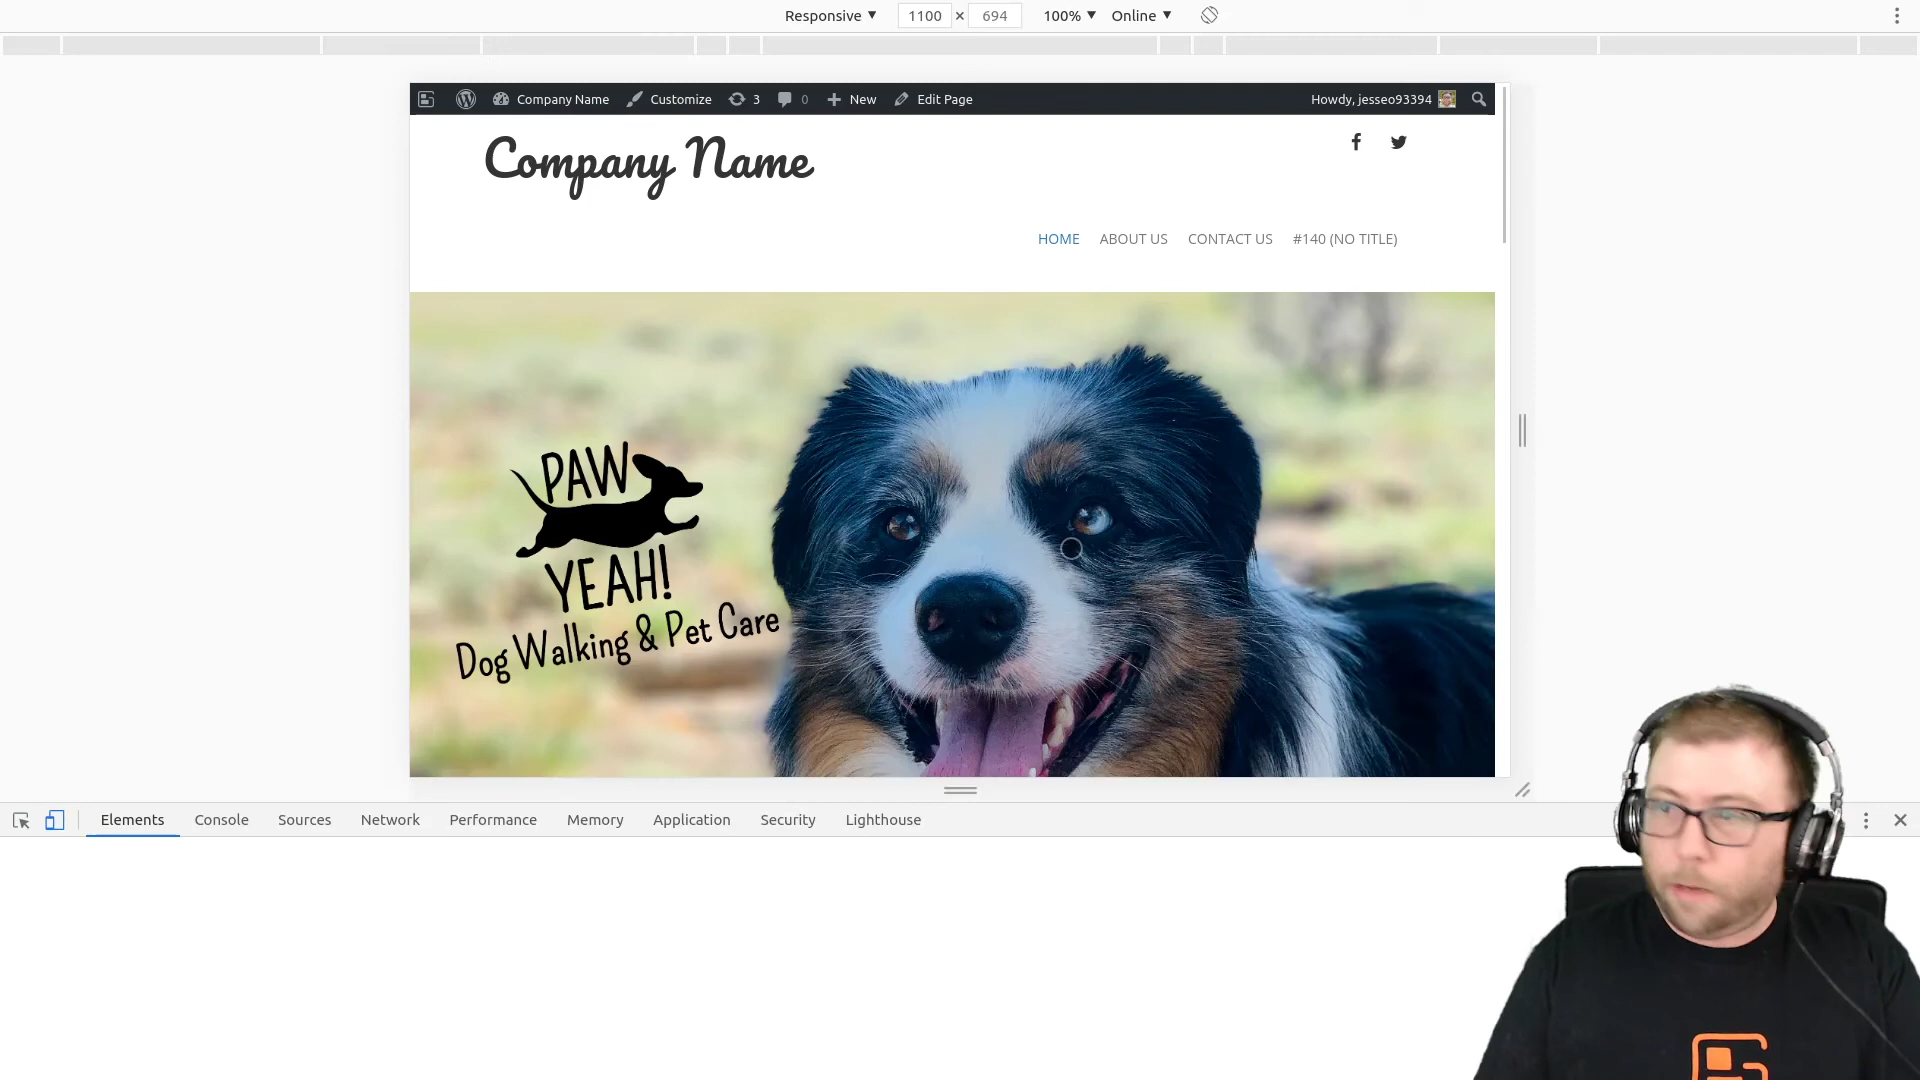 Responsive ▼ 1100 × 694 100% ▼ Online ▼
Company Name Customize 3 0 New Edit Page Howdy, jesseo93394
Company Name
HOME ABOUT US CONTACT US #140 (NO TITLE)
PAW
YEAH!
Dog Walking & Pet Care
Elements Console Sources Network Performance Memory Application Security Lighthouse